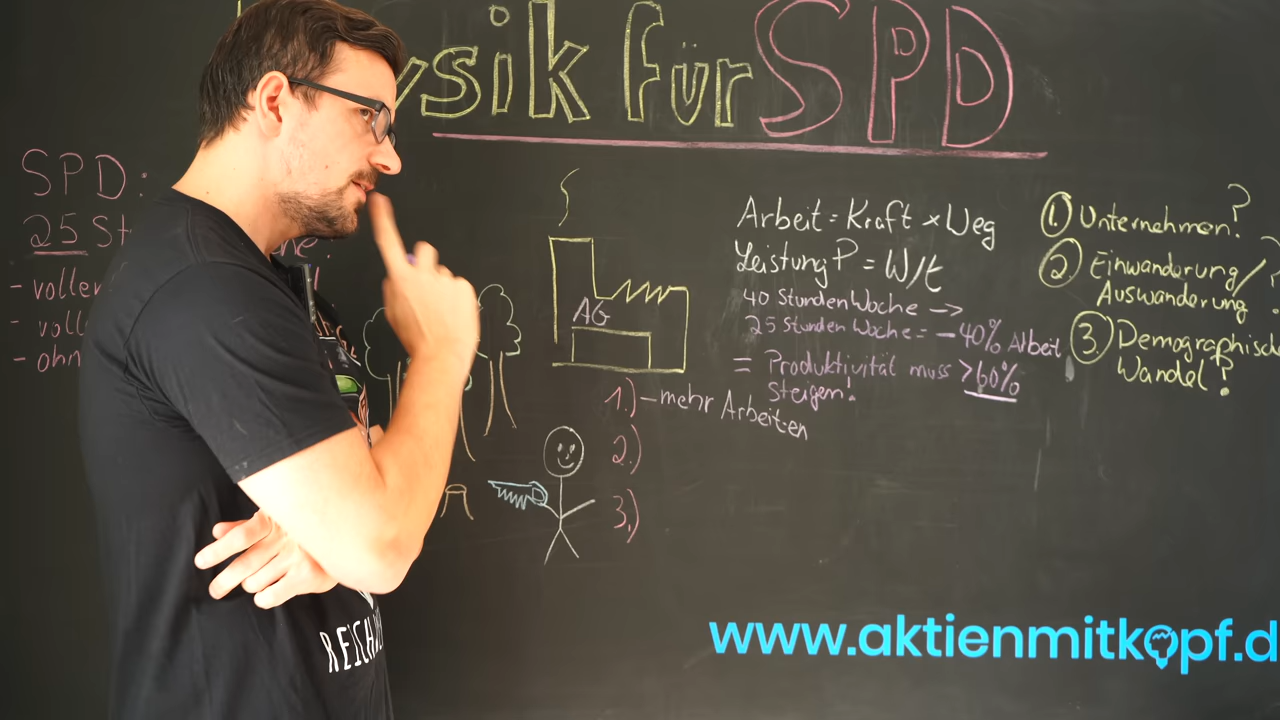 ysik für SPD
SPD:
25 St
- voller
- voll
- ohn
AG
Arbeit = Kraft × Weg
Leistung P = W/t
40 Stunden Woche →
25 Stunden Woche = -40% Arbeit
= Produktivität muss >60%
steigen!
1.) - mehr Arbeiten
2.)
3.)
① Unternehmen?
② Einwanderung/
Auswanderung ?
③ Demographische
Wandel?
REICH
www.aktienmitkopf.d